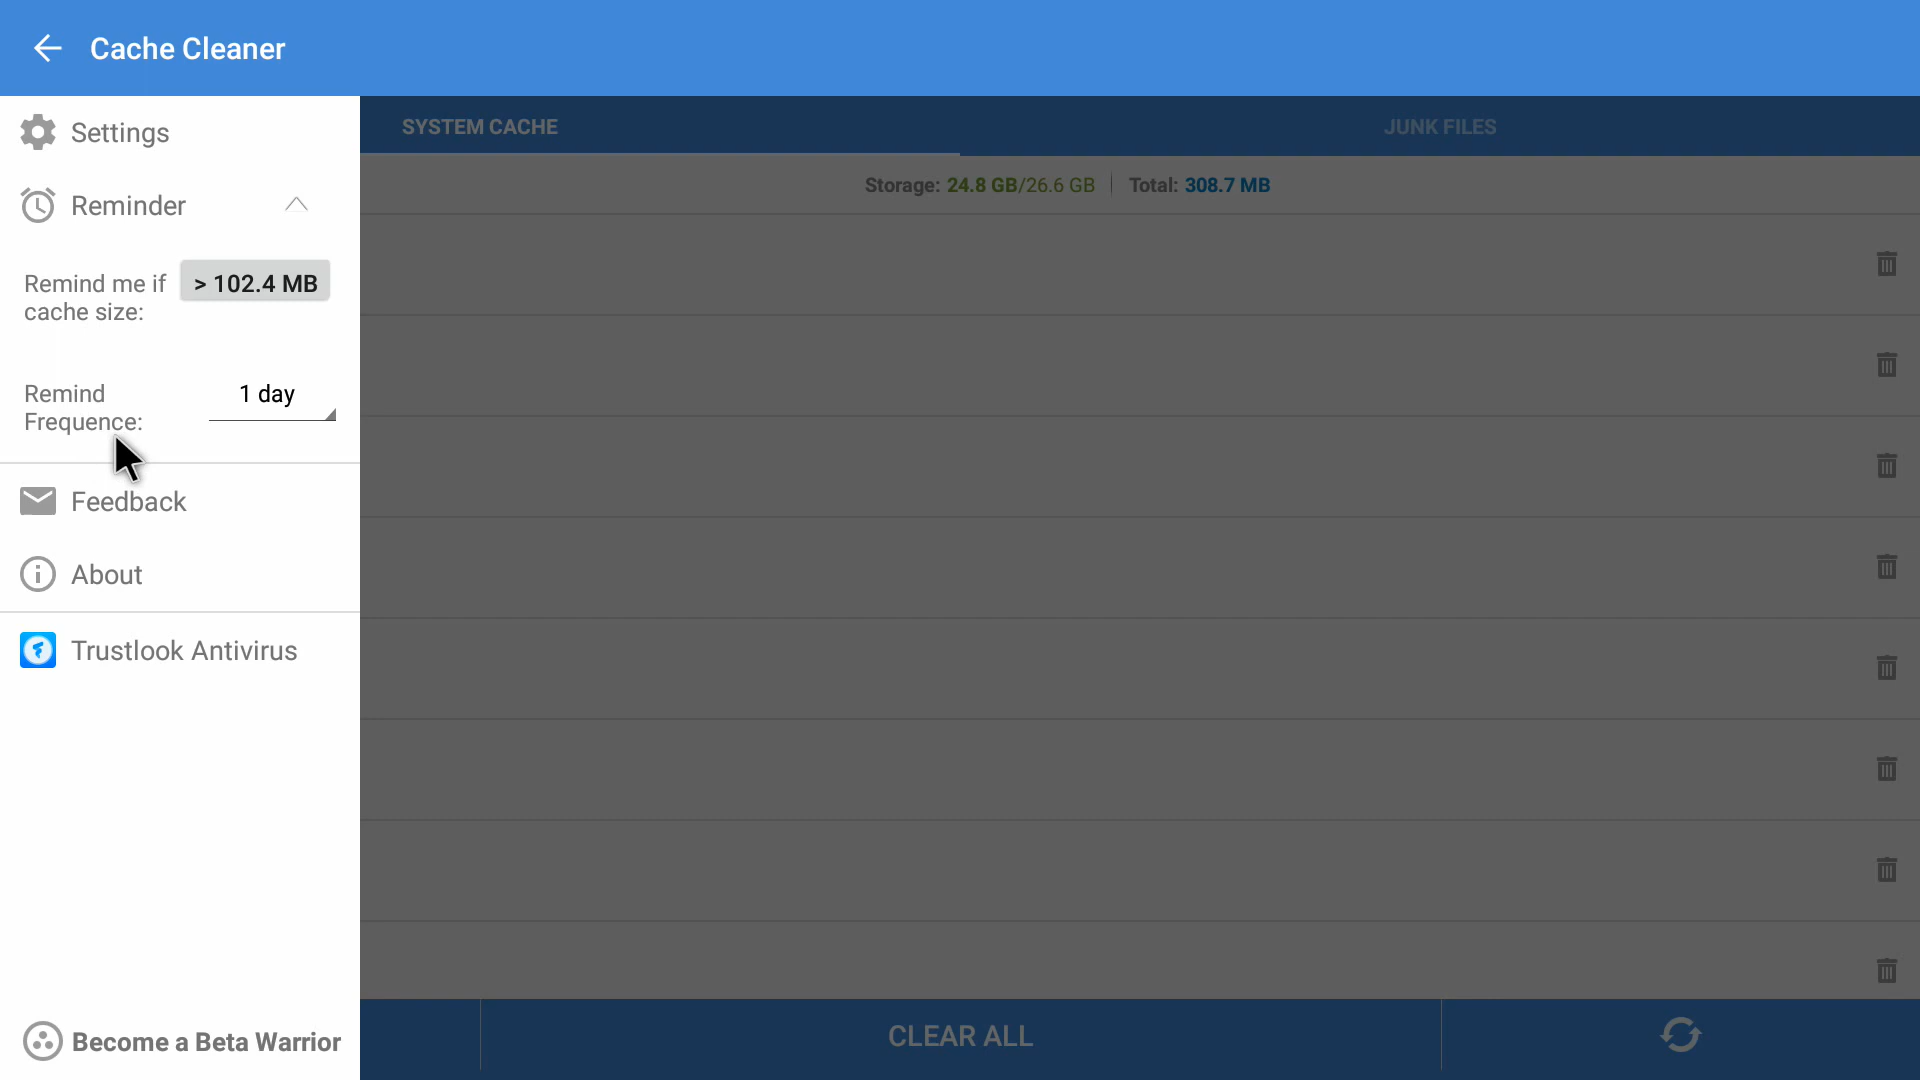 Cache Cleaner
Settings
Reminder
Remind me if
cache size:
> 102.4 MB
Remind
Frequence:
1 day
Feedback
About
Trustlook Antivirus
Become a Beta Warrior
SYSTEM CACHE
JUNK FILES
Storage: 24.8 GB/26.6 GB
Total: 308.7 MB
CLEAR ALL